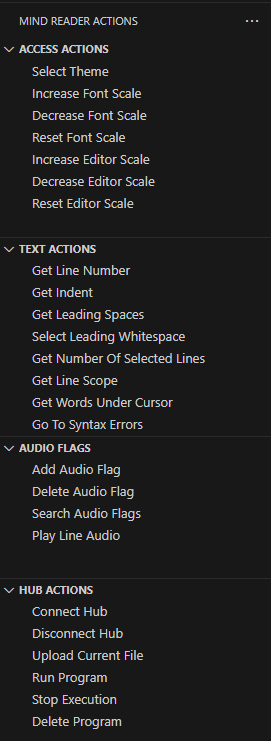 MIND READER ACTIONS
ACCESS ACTIONS
Select Theme
Increase Font Scale
Decrease Font Scale
Reset Font Scale
Increase Editor Scale
Decrease Editor Scale
Reset Editor Scale
TEXT ACTIONS
Get Line Number
Get Indent
Get Leading Spaces
Select Leading Whitespace
Get Number Of Selected Lines
Get Line Scope
Get Words Under Cursor
Go To Syntax Errors
AUDIO FLAGS
Add Audio Flag
Delete Audio Flag
Search Audio Flags
Play Line Audio
HUB ACTIONS
Connect Hub
Disconnect Hub
Upload Current File
Run Program
Stop Execution
Delete Program